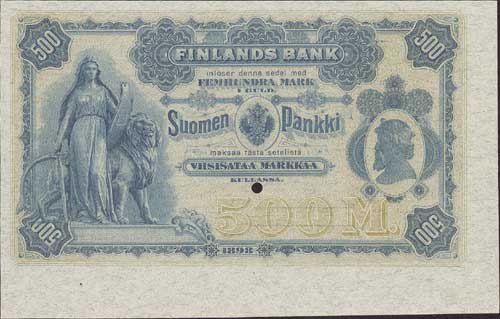 500 FINLANDS BANK 500
inlöser denna sedel med
FEMHUNDRA MARK
I GULD.
Suomen Pankki
maksaa tästä setelistä
VIISISATAA MARKKAA
KULLASSA.
500 M.
500 1898 500